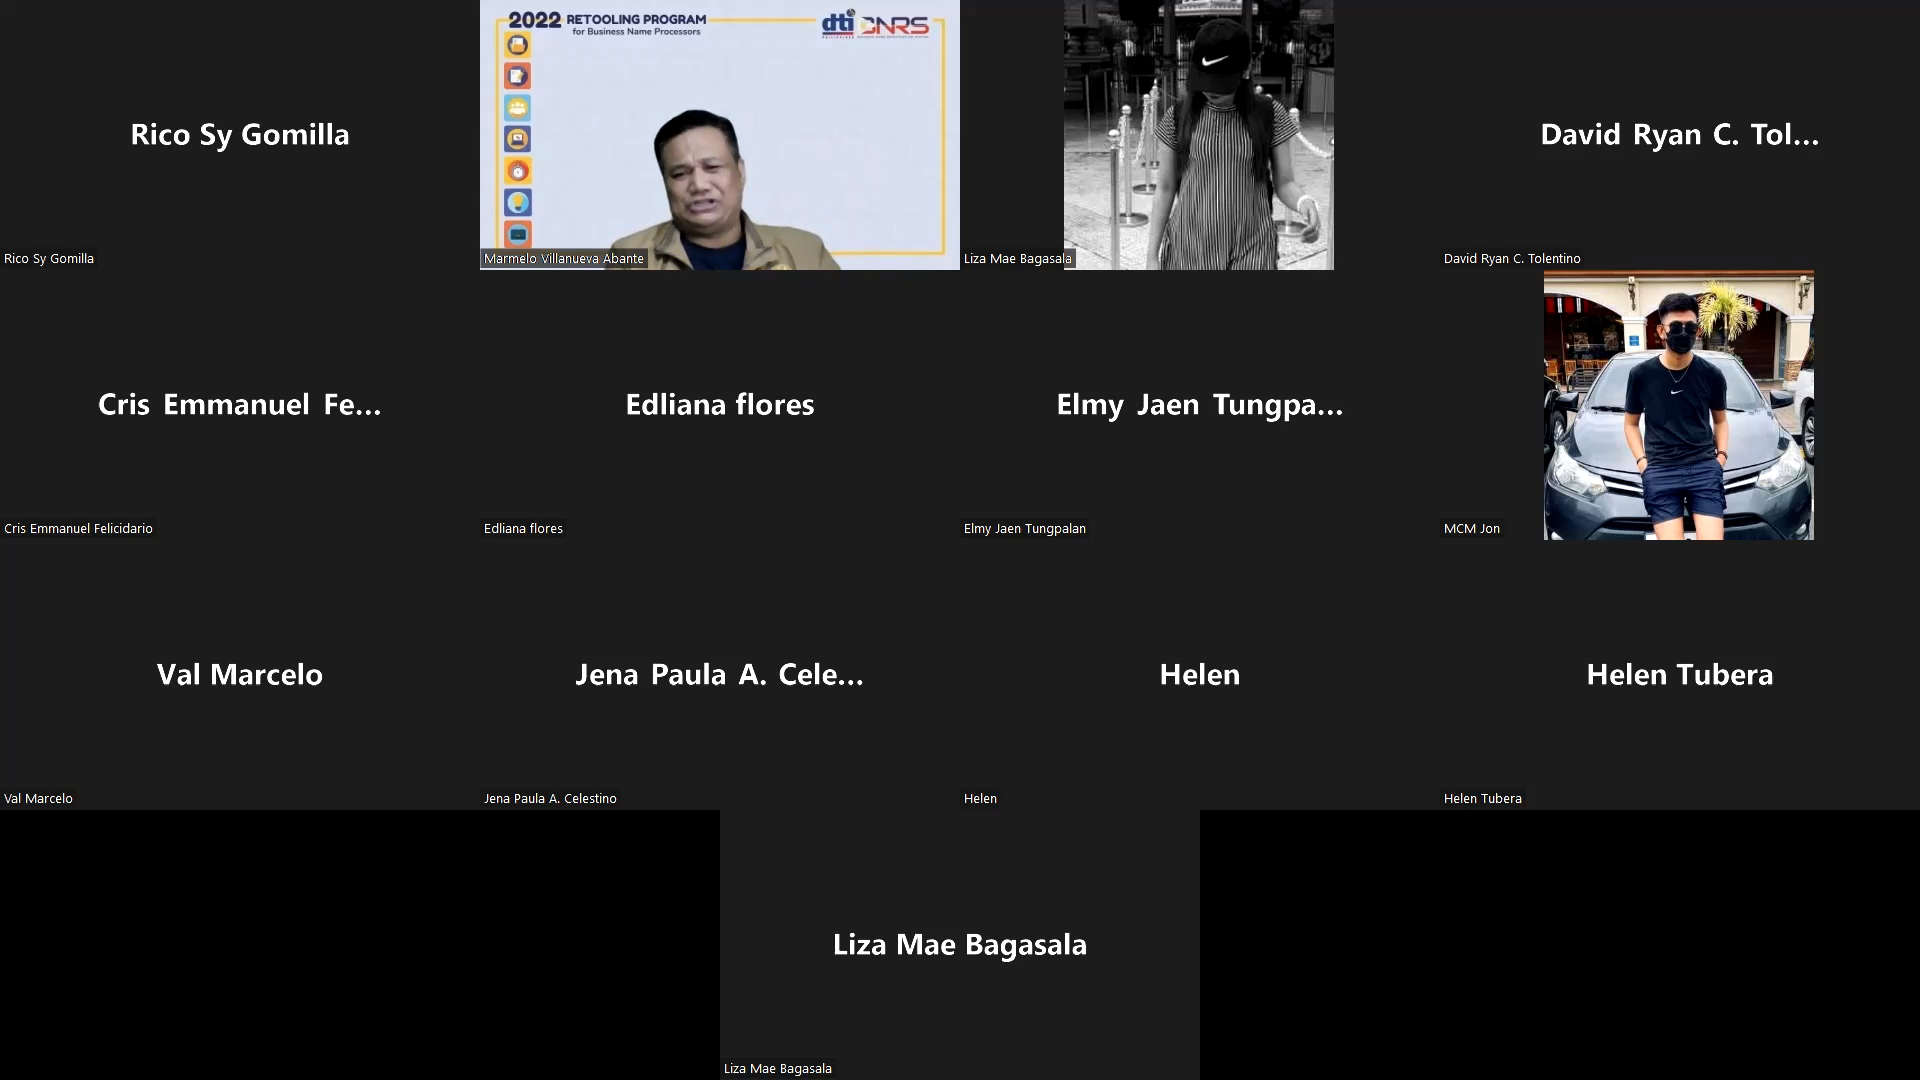 Rico Sy Gomilla
Rico Sy Gomilla
2022 RETOOLING PROGRAM
for Business Name Processors
dti
PHILIPPINES
BNRS
Marmelo Villanueva Abante
Liza Mae Bagasala
David Ryan C. Tol...
David Ryan C. Tolentino
Cris Emmanuel Fe...
Cris Emmanuel Felicidario
Edliana flores
Edliana flores
Elmy Jaen Tungpa...
Elmy Jaen Tungpalan
MCM Jon
Val Marcelo
Val Marcelo
Jena Paula A. Cele...
Jena Paula A. Celestino
Helen
Helen
Helen Tubera
Helen Tubera
Liza Mae Bagasala
Liza Mae Bagasala